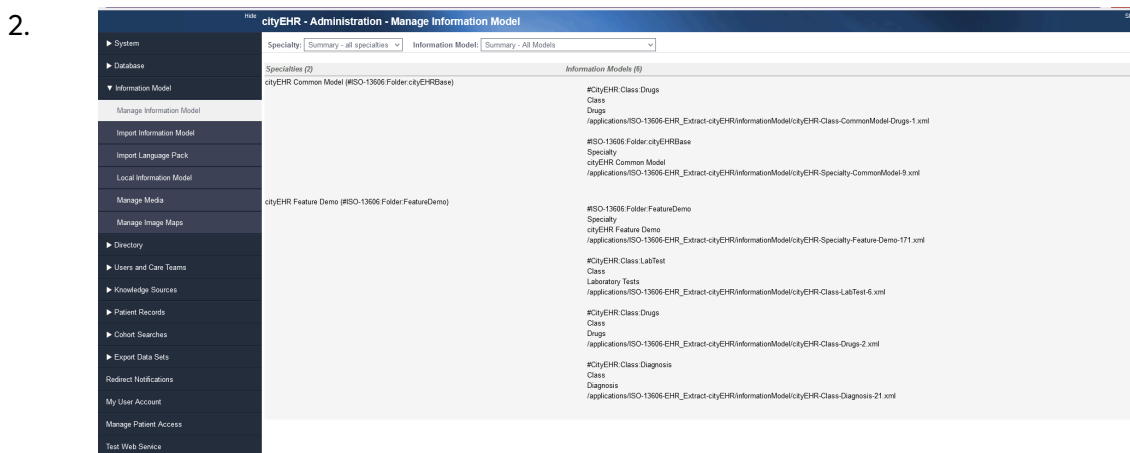 2.
Hide
cityEHR - Administration - Manage Information Model
▶ System
▶ Database
▼ Information Model
Manage Information Model
Import Information Model
Import Language Pack
Local Information Model
Manage Media
Manage Image Maps
▶ Directory
▶ Users and Care Teams
▶ Knowledge Sources
▶ Patient Records
▶ Cohort Searches
▶ Export Data Sets
Redirect Notifications
My User Account
Manage Patient Access
Test Web Service
Specialty: Summary - all specialties Information Model: Summary - All Models
Specialties (2) Information Models (6)
cityEHR Common Model (#ISO-13606:Folder:cityEHRBase)
#CityEHR:Class:Drugs
Class
Drugs
/applications/ISO-13606-EHR_Extract-cityEHR/informationModel/cityEHR-Class-CommonModel-Drugs-1.xml
#ISO-13606:Folder:cityEHRBase
Specialty
cityEHR Common Model
/applications/ISO-13606-EHR_Extract-cityEHR/informationModel/cityEHR-Specialty-CommonModel-9.xml
cityEHR Feature Demo (#ISO-13606:Folder:FeatureDemo)
#ISO-13606:Folder:FeatureDemo
Specialty
cityEHR Feature Demo
/applications/ISO-13606-EHR_Extract-cityEHR/informationModel/cityEHR-Specialty-Feature-Demo-171.xml
#CityEHR:Class:LabTest
Class
Laboratory Tests
/applications/ISO-13606-EHR_Extract-cityEHR/informationModel/cityEHR-Class-LabTest-6.xml
#CityEHR:Class:Drugs
Class
Drugs
/applications/ISO-13606-EHR_Extract-cityEHR/informationModel/cityEHR-Class-Drugs-2.xml
#CityEHR:Class:Diagnosis
Class
Diagnosis
/applications/ISO-13606-EHR_Extract-cityEHR/informationModel/cityEHR-Class-Diagnosis-21.xml